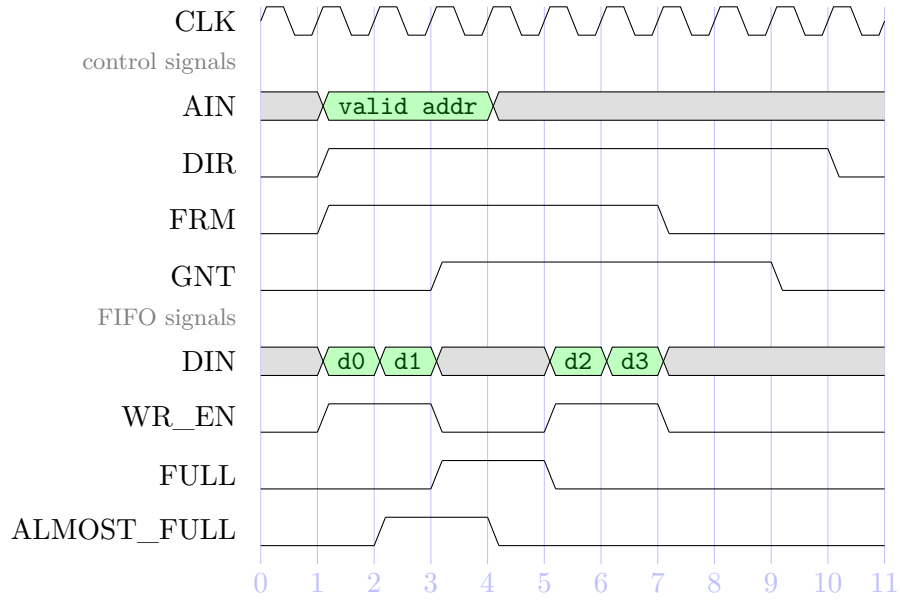 CLK
control signals
AIN valid addr
DIR
FRM
GNT
FIFO signals
DIN d0 d1 d2 d3
WR_EN
FULL
ALMOST_FULL
0 1 2 3 4 5 6 7 8 9 10 11